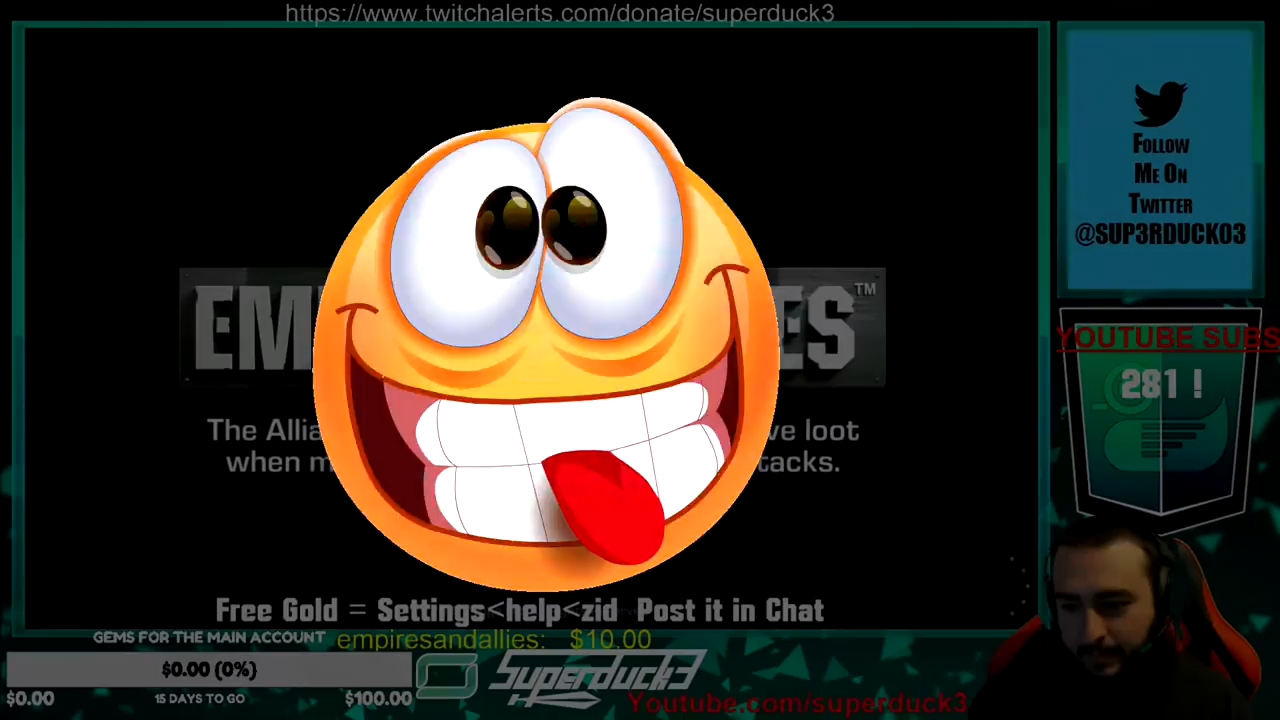 https://www.twitchalerts.com/donate/superduck3
Follow
Me On
Twitter
@SUP3RDUCK03
EM ES™
YOUTUBE SUBS
281 !
The Allia ve loot
when m tacks.
Free Gold = Settings<help<zid Post it in Chat
GEMS FOR THE MAIN ACCOUNT
empiresandallies: $10.00
$0.00 (0%)
$0.00 15 DAYS TO GO $100.00
Superduck3
Youtube.com/superduck3